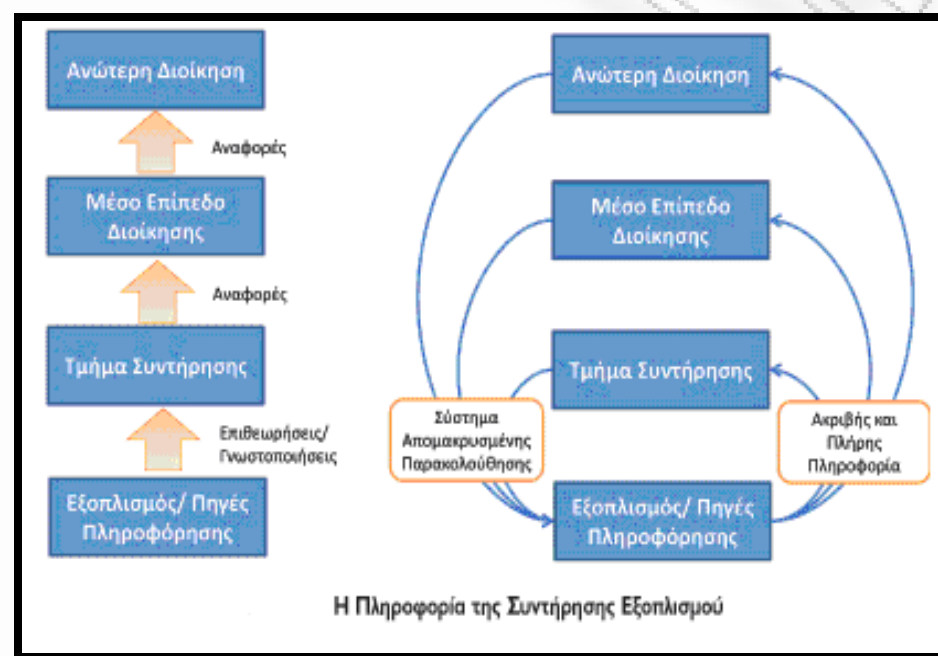 Ανώτερη Διοίκηση
Αναφορές
Μέσο Επίπεδο
Διοίκησης
Αναφορές
Τμήμα Συντήρησης
Επιθεωρήσεις/
Γνωστοποιήσεις
Εξοπλισμός/ Πηγές
Πληροφόρησης
Ανώτερη Διοίκηση
Μέσο Επίπεδο
Διοίκησης
Τμήμα Συντήρησης
Σύστημα
Απομακρυσμένης
Παρακολούθησης
Ακριβής και
Πλήρης
Πληροφορία
Εξοπλισμός/ Πηγές
Πληροφόρησης
Η Πληροφορία της Συντήρησης Εξοπλισμού